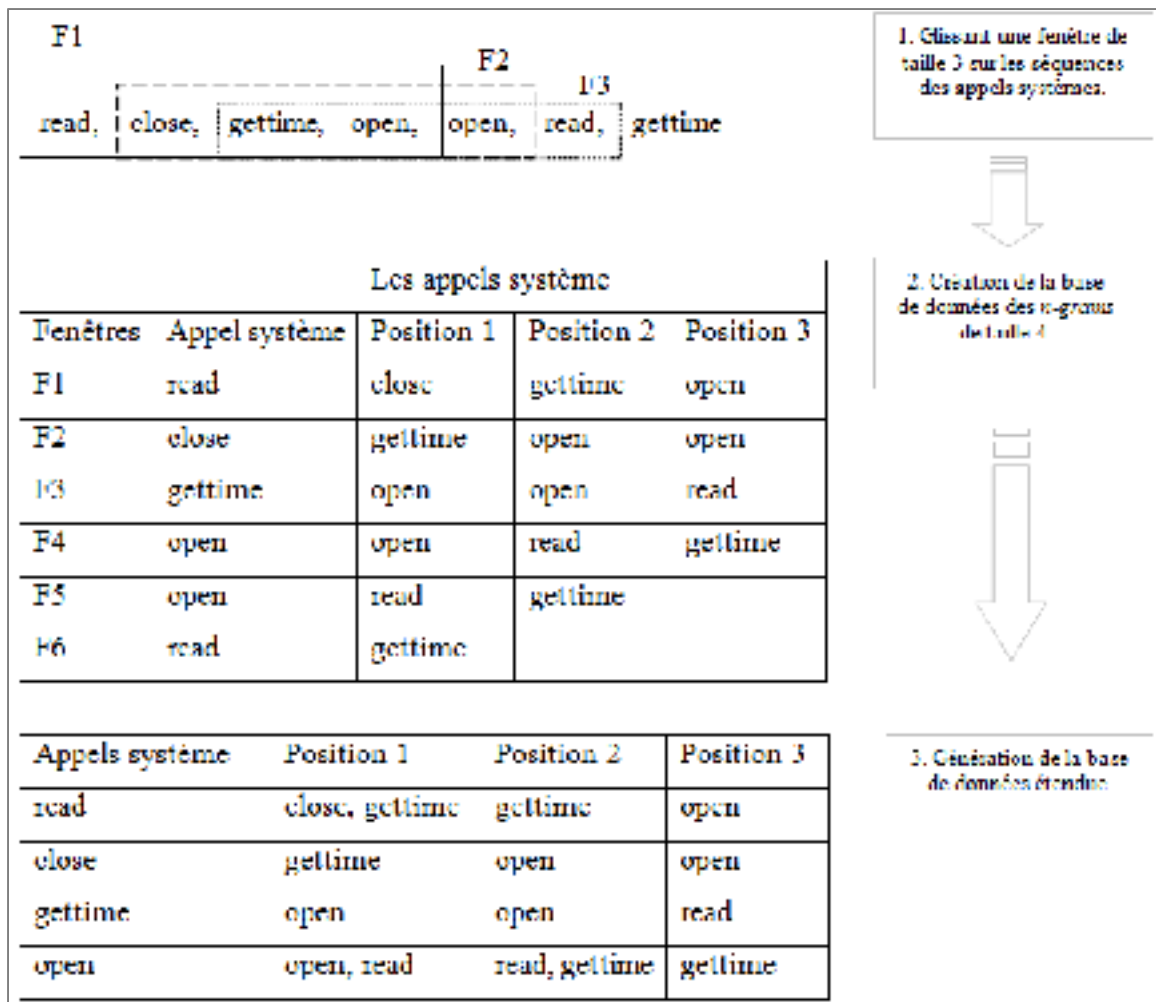 F1
F2
F3
read, close, gettime, open, open, read, gettime
1. Glissant une fenêtre de
taille 3 sur les séquences
des appels systèmes.
Les appels système
Fenêtres Appel système Position 1 Position 2 Position 3
F1 read close gettime open
F2 close gettime open open
F3 gettime open open read
F4 open open read gettime
F5 open read gettime
F6 read gettime
2. Création de la base
de données des n-grams
de taille 4
Appels système Position 1 Position 2 Position 3
read close, gettime gettime open
close gettime open open
gettime open open read
open open, read read, gettime gettime
3. Génération de la base
de données étendue